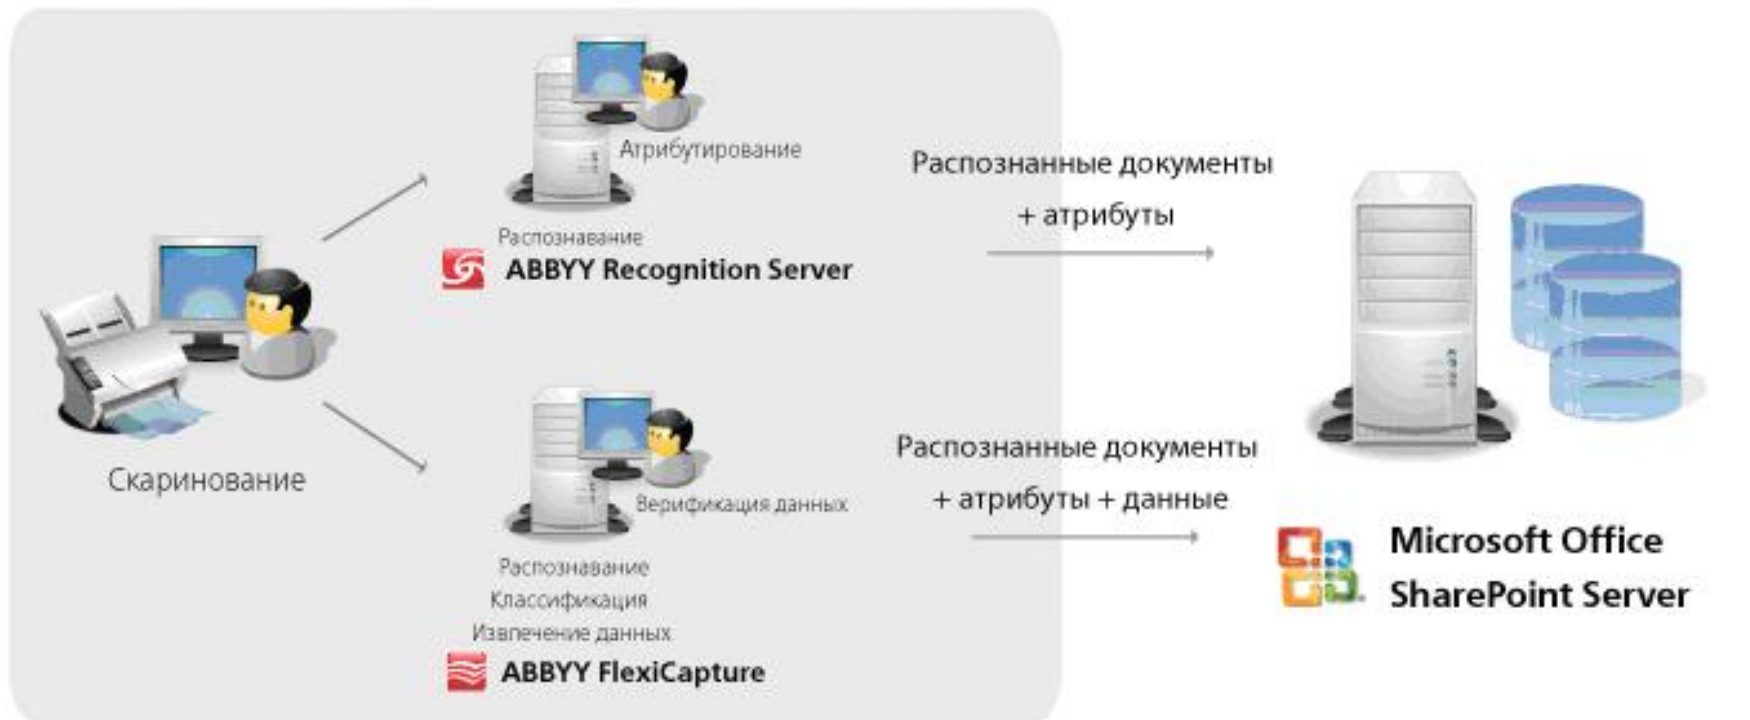 Атрибутирование
Распознавание
ABBYY Recognition Server
Распознанные документы
+ атрибуты
Скаринование
Верификация данных
Распознавание
Классификация
Извлечение данных
ABBYY FlexiCapture
Распознанные документы
+ атрибуты + данные
Microsoft Office
SharePoint Server